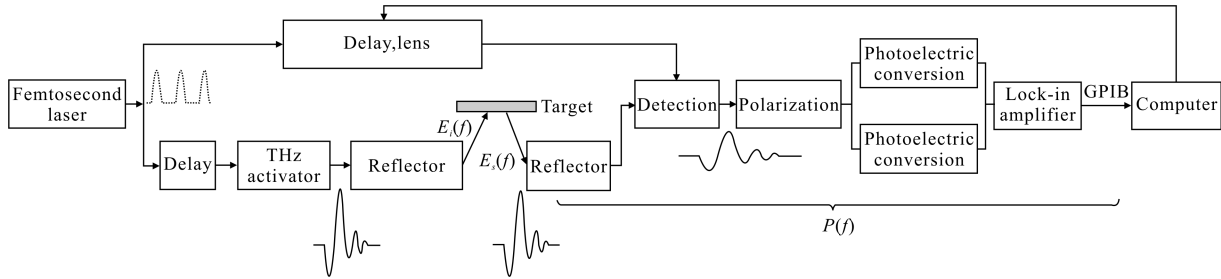 Femtosecond
laser
Delay,lens
Delay
THz
activator
Reflector
E_i(f)
Target
E_s(f)
Reflector
Detection
Polarization
Photoelectric
conversion
Photoelectric
conversion
Lock-in
amplifier
GPIB
Computer
P(f)